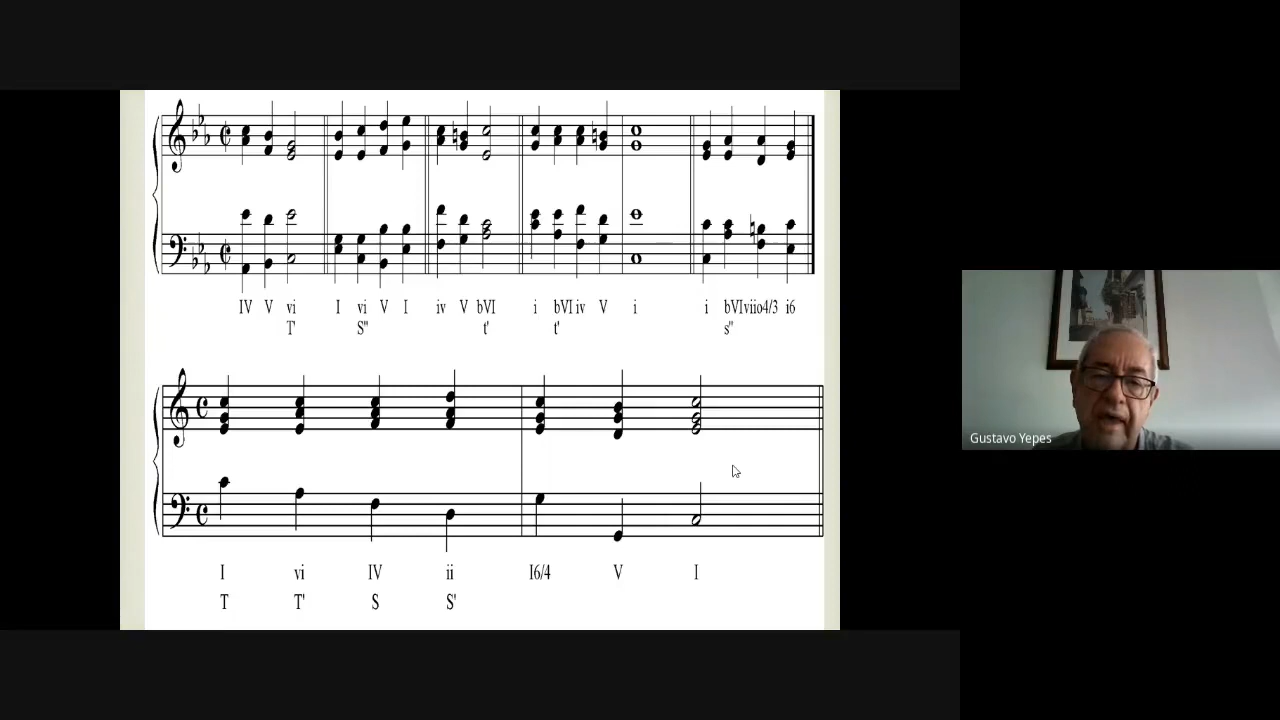 IV V vi I vi V I iv V bVI i bVI iv V i i bVI viio4/3 i6
T' S" t' t' s"
Gustavo Yepes
I vi IV ii I6/4 V I
T T' S S'